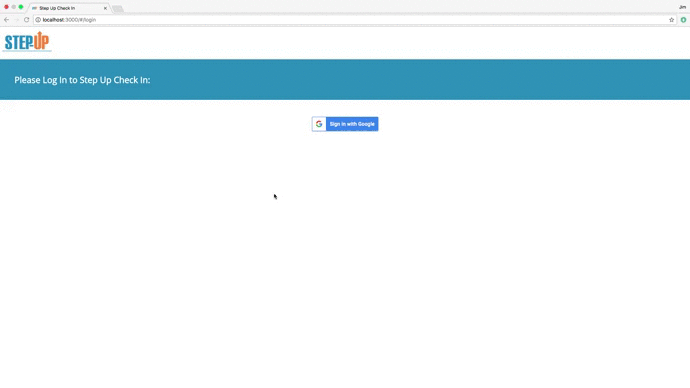 Step Up Check In
Jim
localhost:3000/#/login
STEP UP
Please Log In to Step Up Check In:
Sign in with Google